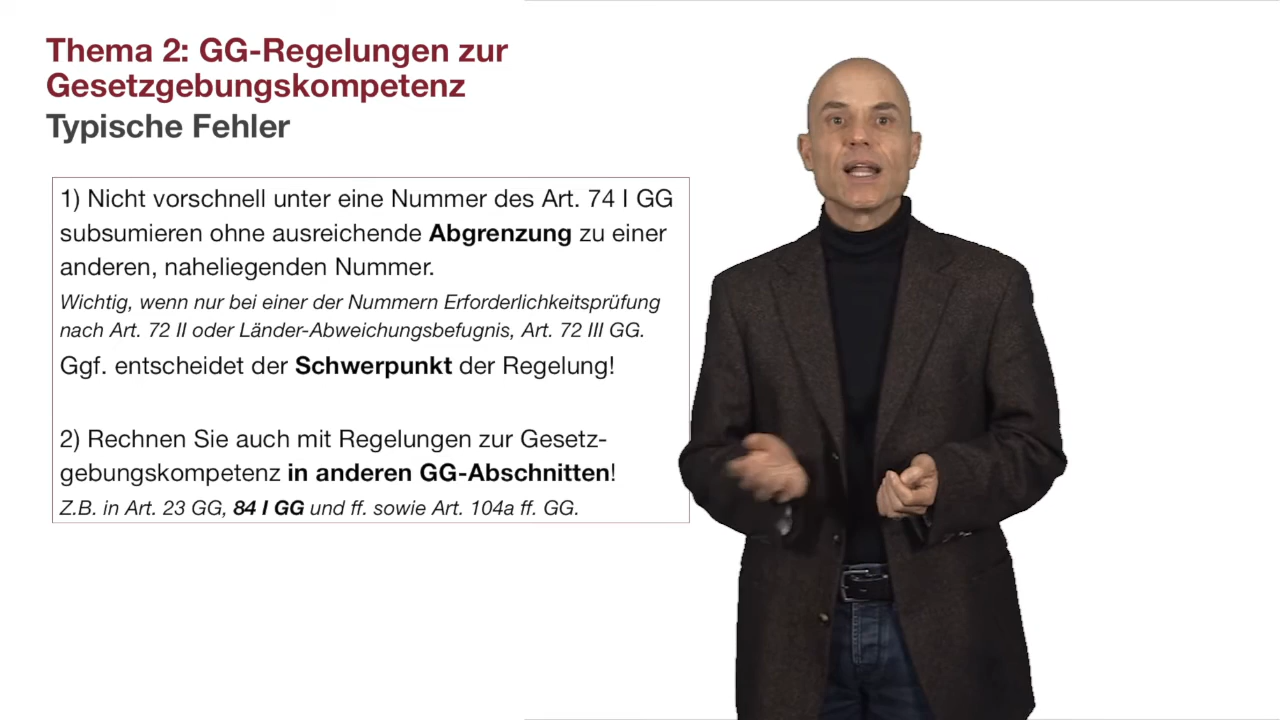 Thema 2: GG-Regelungen zur
Gesetzgebungskompetenz
Typische Fehler
1) Nicht vorschnell unter eine Nummer des Art. 74 I GG
subsumieren ohne ausreichende Abgrenzung zu einer
anderen, naheliegenden Nummer.
Wichtig, wenn nur bei einer der Nummern Erforderlichkeitsprüfung
nach Art. 72 II oder Länder-Abweichungsbefugnis, Art. 72 III GG.
Ggf. entscheidet der Schwerpunkt der Regelung!
2) Rechnen Sie auch mit Regelungen zur Gesetz-
gebungskompetenz in anderen GG-Abschnitten!
Z.B. in Art. 23 GG, 84 I GG und ff. sowie Art. 104a ff. GG.